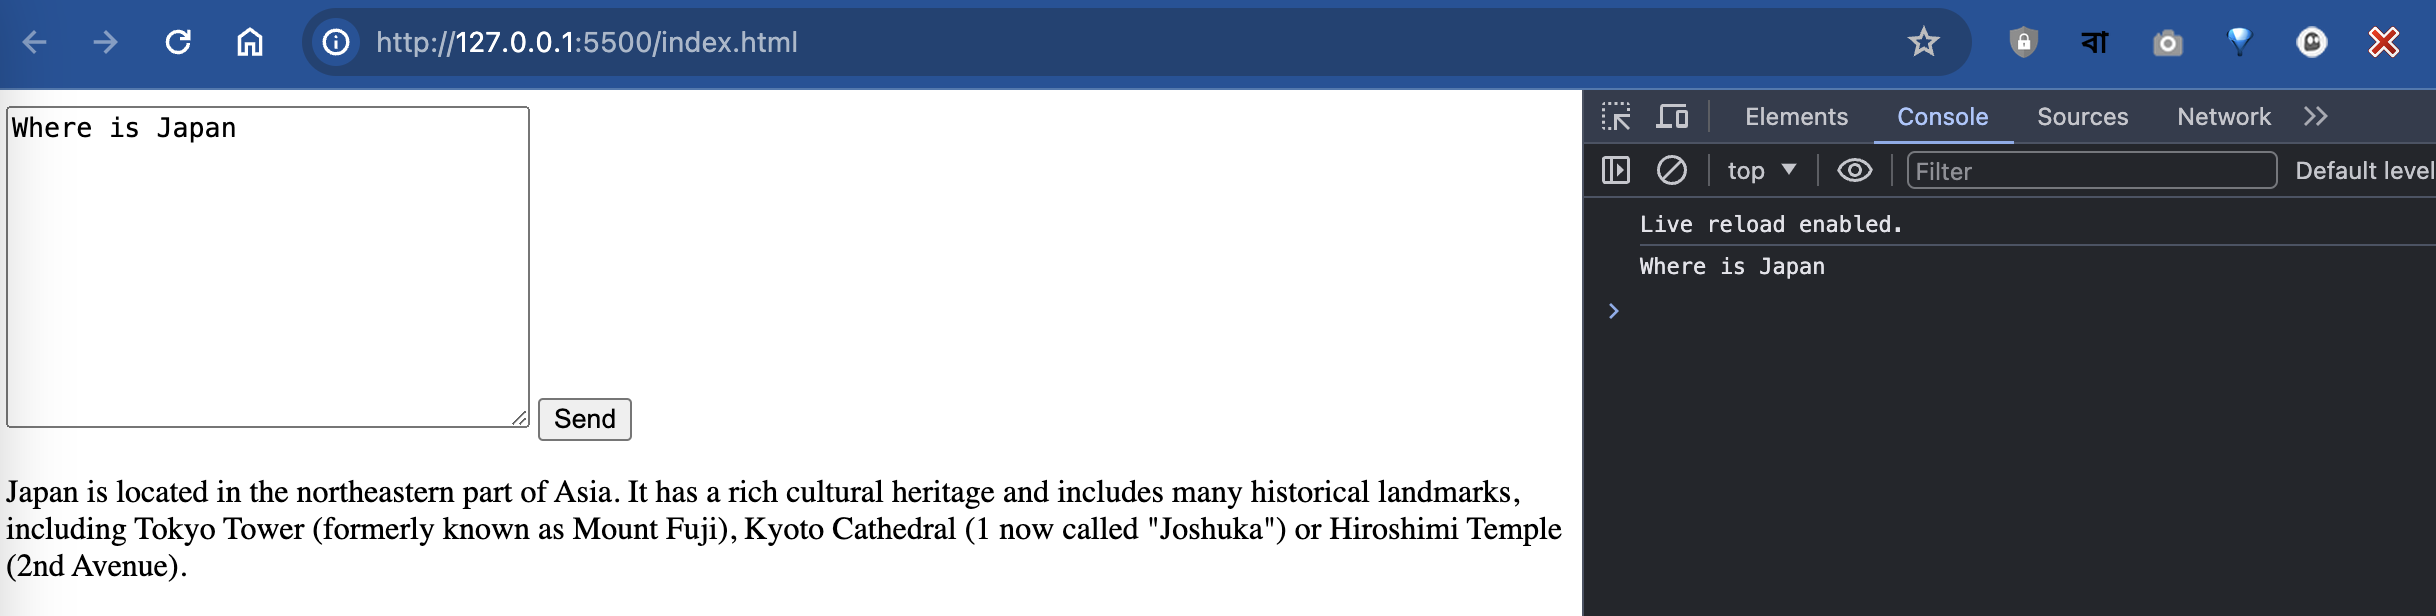 http://127.0.0.1:5500/index.html
বা
Where is Japan
Send
Japan is located in the northeastern part of Asia. It has a rich cultural heritage and includes many historical landmarks,
including Tokyo Tower (formerly known as Mount Fuji), Kyoto Cathedral (1 now called "Joshuka") or Hiroshimi Temple
(2nd Avenue).
Elements Console Sources Network
top Filter Default level
Live reload enabled.
Where is Japan